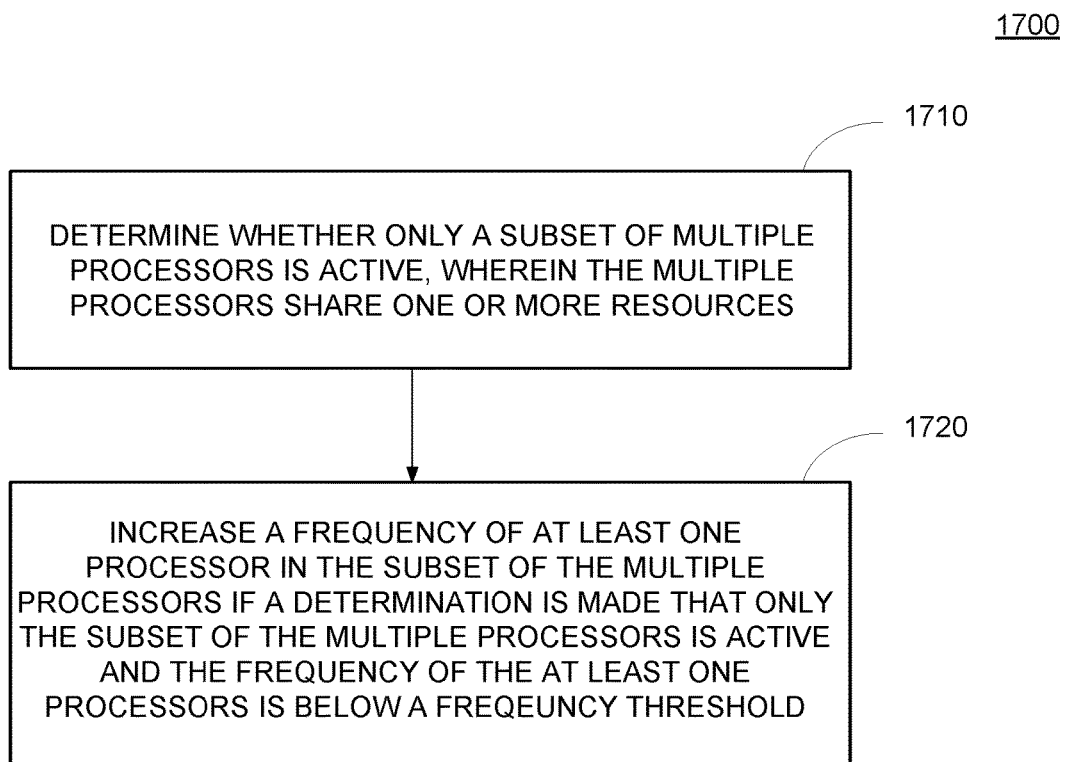 1700
1710
DETERMINE WHETHER ONLY A SUBSET OF MULTIPLE
PROCESSORS IS ACTIVE, WHEREIN THE MULTIPLE
PROCESSORS SHARE ONE OR MORE RESOURCES
1720
INCREASE A FREQUENCY OF AT LEAST ONE
PROCESSOR IN THE SUBSET OF THE MULTIPLE
PROCESSORS IF A DETERMINATION IS MADE THAT ONLY
THE SUBSET OF THE MULTIPLE PROCESSORS IS ACTIVE
AND THE FREQUENCY OF THE AT LEAST ONE
PROCESSORS IS BELOW A FREQEUNCY THRESHOLD